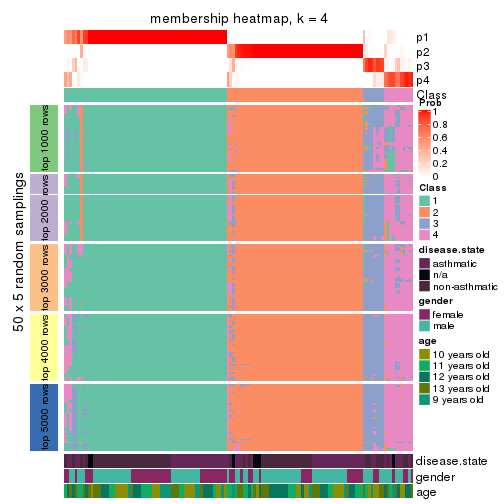 membership heatmap, k = 4
p1
p2
p3
p4
Class
Prob
1
0.8
0.6
0.4
0.2
0
Class
1
2
3
4
disease.state
asthmatic
n/a
non-asthmatic
gender
female
male
age
10 years old
11 years old
12 years old
13 years old
9 years old
50 x 5 random samplings
top 1000 rows
top 2000 rows
top 3000 rows
top 4000 rows
top 5000 rows
disease.state
gender
age